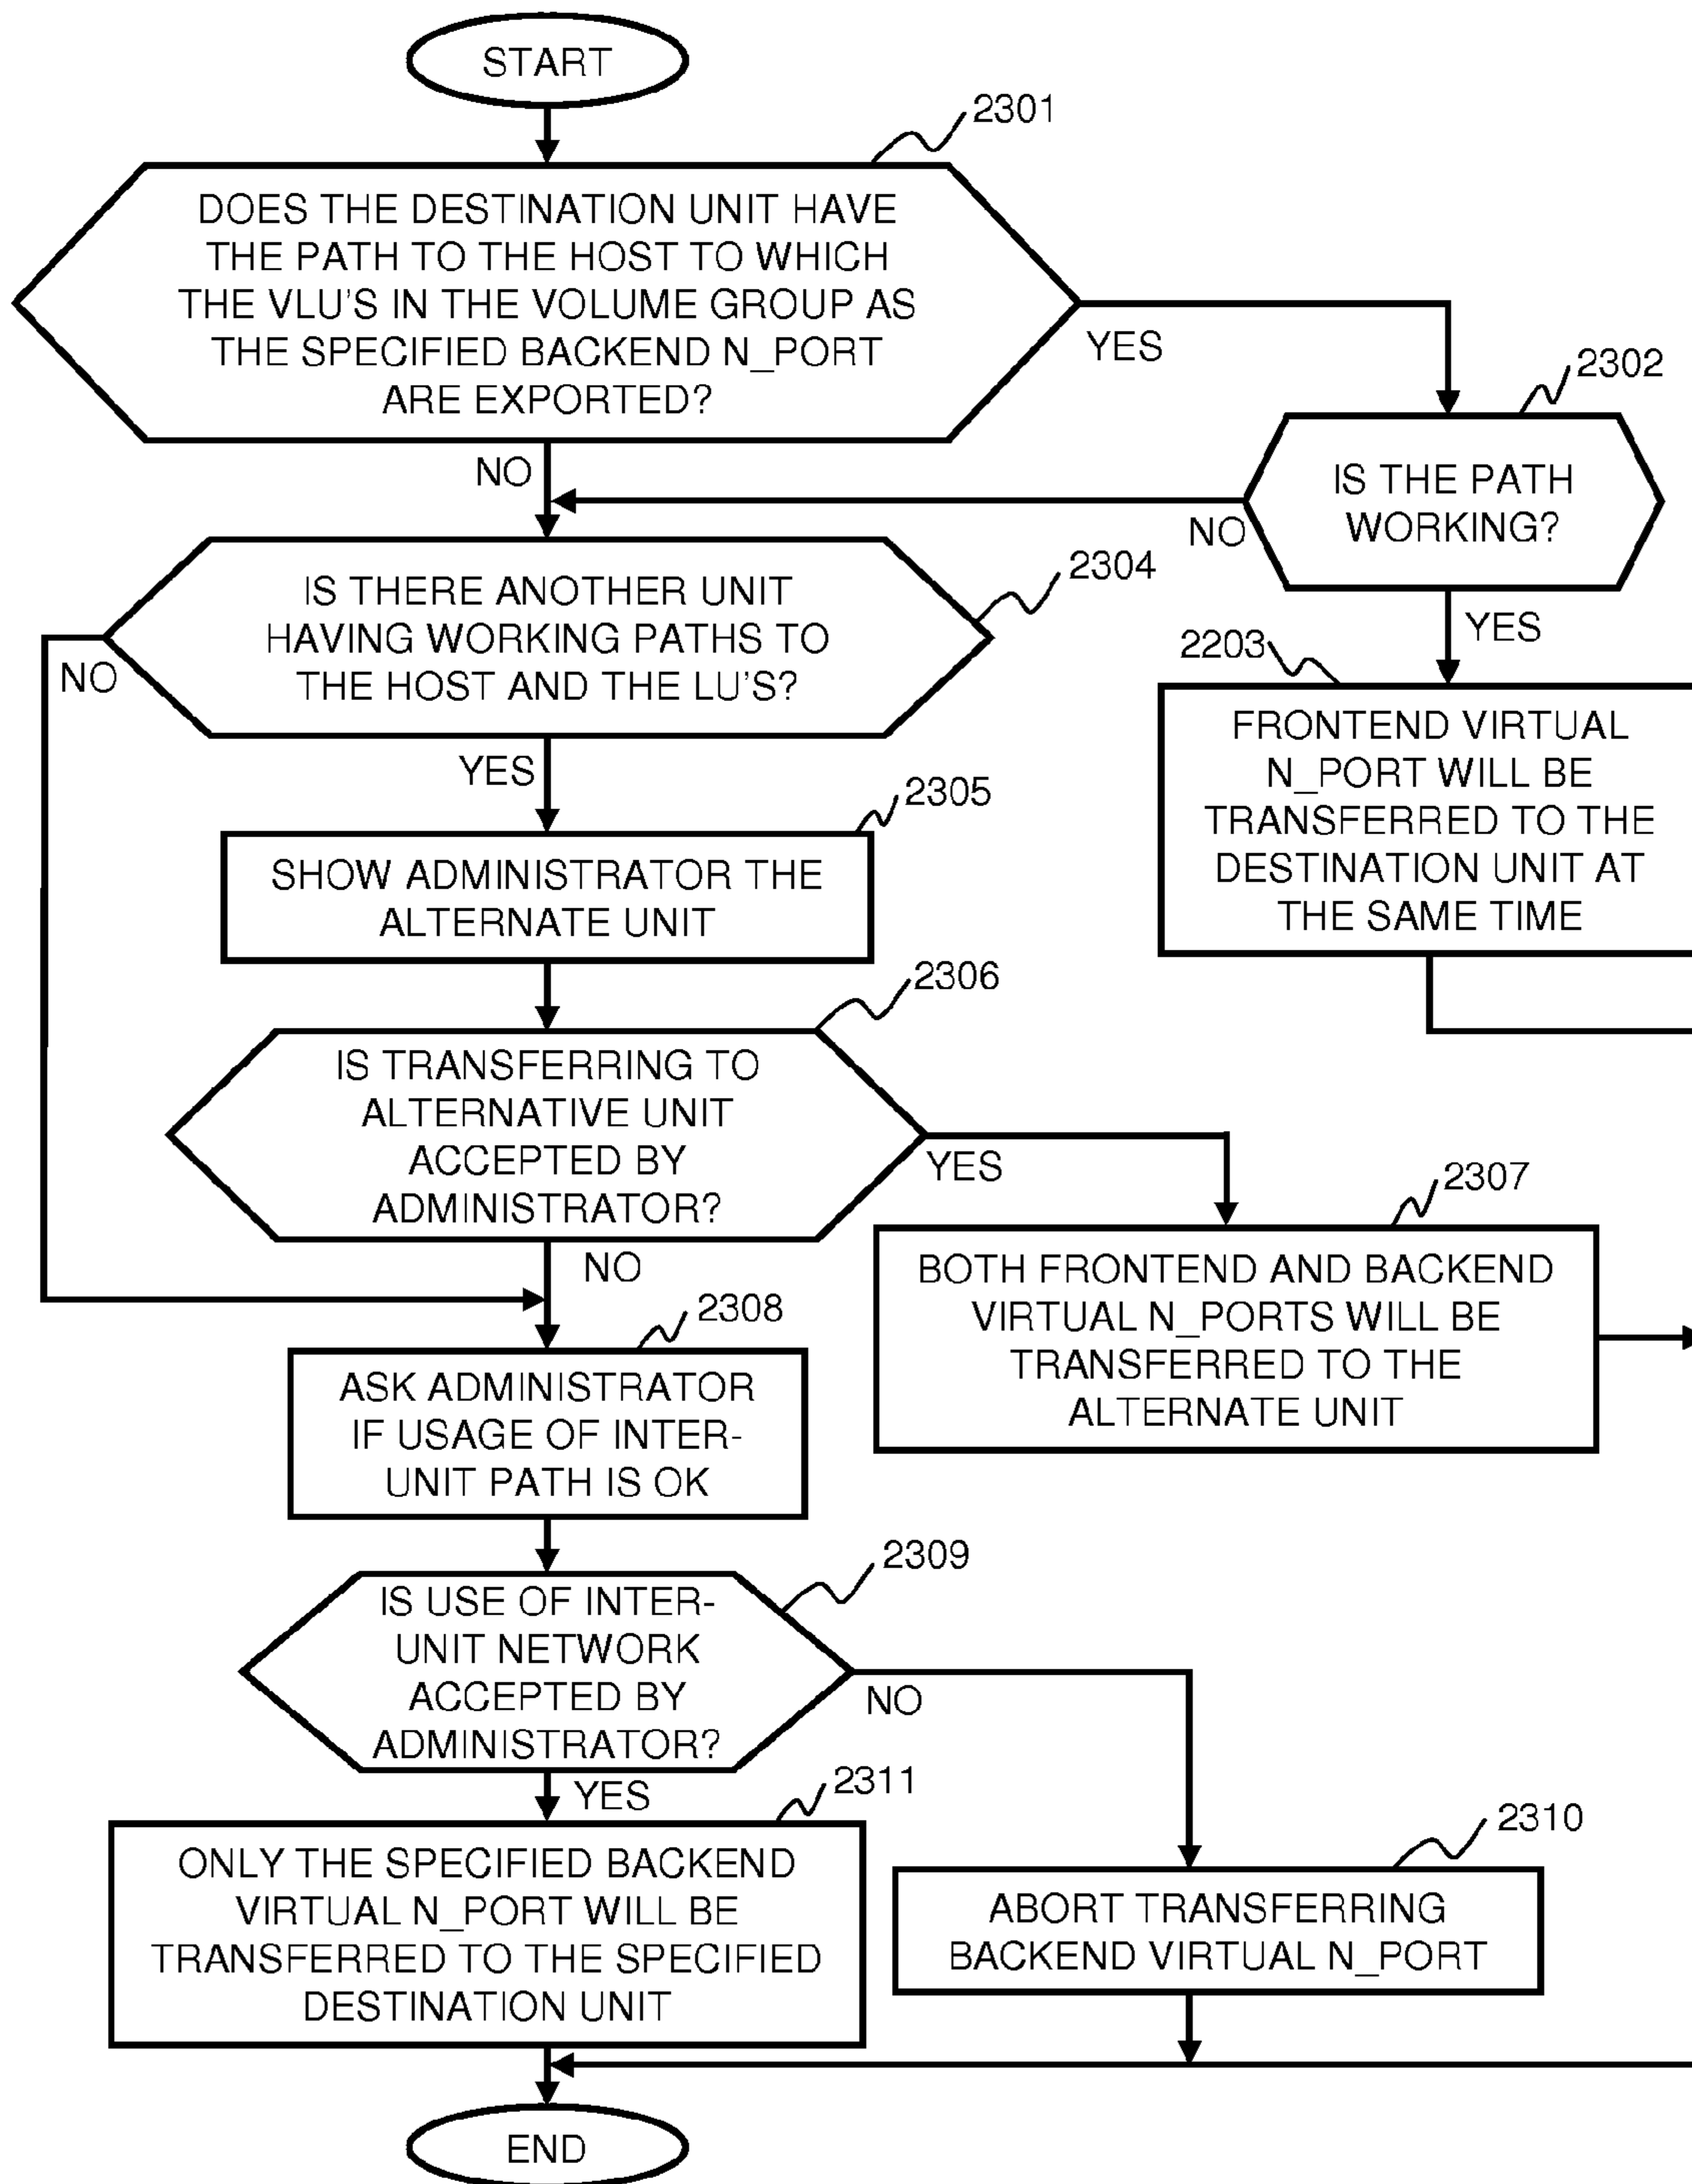 START
2301
DOES THE DESTINATION UNIT HAVE
THE PATH TO THE HOST TO WHICH
THE VLU'S IN THE VOLUME GROUP AS
THE SPECIFIED BACKEND N_PORT
ARE EXPORTED?
YES
NO
2302
IS THE PATH
WORKING?
NO
YES
2304
IS THERE ANOTHER UNIT
HAVING WORKING PATHS TO
THE HOST AND THE LU'S?
NO
YES
2203
FRONTEND VIRTUAL
N_PORT WILL BE
TRANSFERRED TO THE
DESTINATION UNIT AT
THE SAME TIME
2305
SHOW ADMINISTRATOR THE
ALTERNATE UNIT
2306
IS TRANSFERRING TO
ALTERNATIVE UNIT
ACCEPTED BY
ADMINISTRATOR?
YES
NO
2307
BOTH FRONTEND AND BACKEND
VIRTUAL N_PORTS WILL BE
TRANSFERRED TO THE
ALTERNATE UNIT
2308
ASK ADMINISTRATOR
IF USAGE OF INTER-
UNIT PATH IS OK
2309
IS USE OF INTER-
UNIT NETWORK
ACCEPTED BY
ADMINISTRATOR?
NO
YES
2311
ONLY THE SPECIFIED BACKEND
VIRTUAL N_PORT WILL BE
TRANSFERRED TO THE SPECIFIED
DESTINATION UNIT
2310
ABORT TRANSFERRING
BACKEND VIRTUAL N_PORT
END